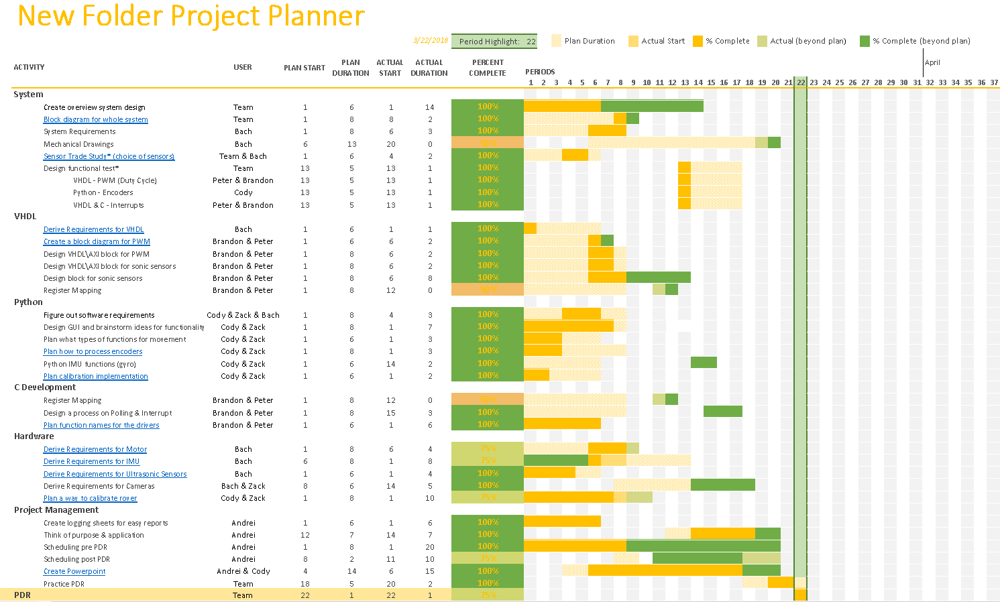 New Folder Project Planner
3/22/2018 Period Highlight: 22 Plan Duration Actual Start % Complete Actual (beyond plan) % Complete (beyond plan)
April
ACTIVITY USER PLAN START PLAN DURATION ACTUAL START ACTUAL DURATION PERCENT COMPLETE PERIODS
1 2 3 4 5 6 7 8 9 10 11 12 13 14 15 16 17 18 19 20 21 22 23 24 25 26 27 28 29 30 31 32 33 34 35 36 37
System
Create overview system design Team 1 6 1 14 100%
Block diagram for whole system Team 1 8 8 2 100%
System Requirements Bach 1 8 6 3 100%
Mechanical Drawings Bach 6 13 20 0 50%
Sensor Trade Study* (choice of sensors) Team & Bach 1 6 4 2 100%
Design functional test* Team 13 5 13 1 100%
VHDL - PWM (Duty Cycle) Peter & Brandon 13 5 13 1 100%
Python - Encoders Cody 13 5 13 1 100%
VHDL & C - Interrupts Peter & Brandon 13 5 13 1 100%
VHDL
Derive Requirements for VHDL Bach 1 6 1 1 100%
Create a block diagram for PWM Brandon & Peter 1 6 6 2 100%
Design VHDL\AXI block for PWM Brandon & Peter 1 8 6 2 100%
Design VHDL\AXI block for sonic sensors Brandon & Peter 1 8 6 2 100%
Design block for sonic sensors Brandon & Peter 1 8 6 8 100%
Register Mapping Brandon & Peter 1 8 12 0 50%
Python
Figure out software requirements Cody & Zack & Bach 1 8 4 3 100%
Design GUI and brainstorm ideas for functionality Cody & Zack 1 8 1 7 100%
Plan what types of functions for movement Cody & Zack 1 6 1 3 100%
Plan how to process encoders Cody & Zack 1 8 1 3 100%
Python IMU functions (gyro) Cody & Zack 1 6 14 2 100%
Plan calibration implementation Cody & Zack 1 6 1 2 100%
C Development
Register Mapping Brandon & Peter 1 8 12 0 50%
Design a process on Polling & Interrupt Brandon & Peter 1 8 15 3 100%
Plan function names for the drivers Brandon & Peter 1 6 1 6 100%
Hardware
Derive Requirements for Motor Bach 1 8 6 4 75%
Derive Requirements for IMU Bach 6 8 1 8 75%
Derive Requirements for Ultrasonic Sensors Bach 1 6 1 4 100%
Derive Requirements for Cameras Bach & Zack 8 6 14 5 100%
Plan a way to calibrate rover Cody & Zack 1 8 1 10 75%
Project Management
Create logging sheets for easy reports Andrei 1 6 1 6 100%
Think of purpose & application Andrei 12 7 14 7 100%
Scheduling pre PDR Andrei 1 8 1 20 100%
Scheduling post PDR Andrei 8 2 11 10 75%
Create Powerpoint Andrei & Cody 4 14 6 15 100%
Practice PDR Team 18 5 20 2 100%
PDR Team 22 1 22 1 75%